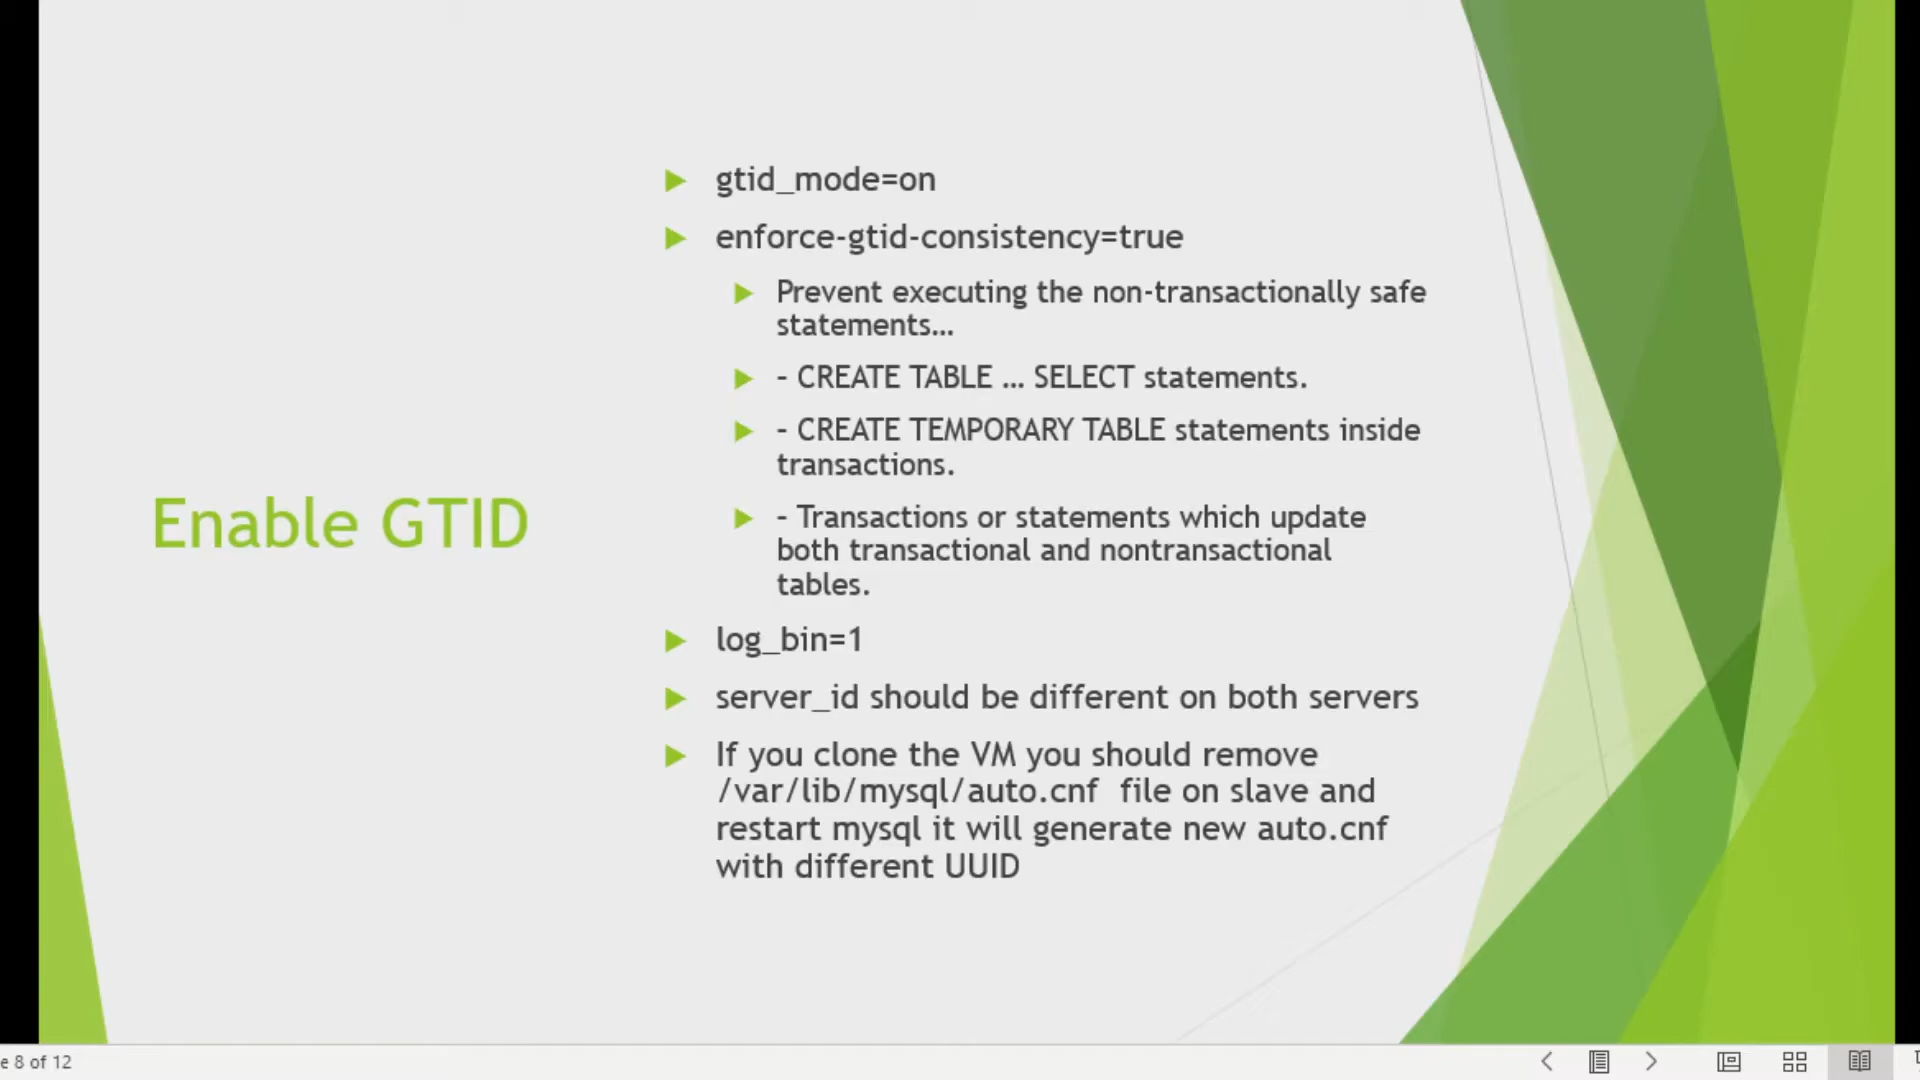 gtid_mode=on
enforce-gtid-consistency=true
Prevent executing the non-transactionally safe
statements…
– CREATE TABLE … SELECT statements.
– CREATE TEMPORARY TABLE statements inside
transactions.
Enable GTID
– Transactions or statements which update
both transactional and nontransactional
tables.
log_bin=1
server_id should be different on both servers
If you clone the VM you should remove
/var/lib/mysql/auto.cnf  file on slave and
restart mysql it will generate new auto.cnf
with different UUID
e 8 of 12